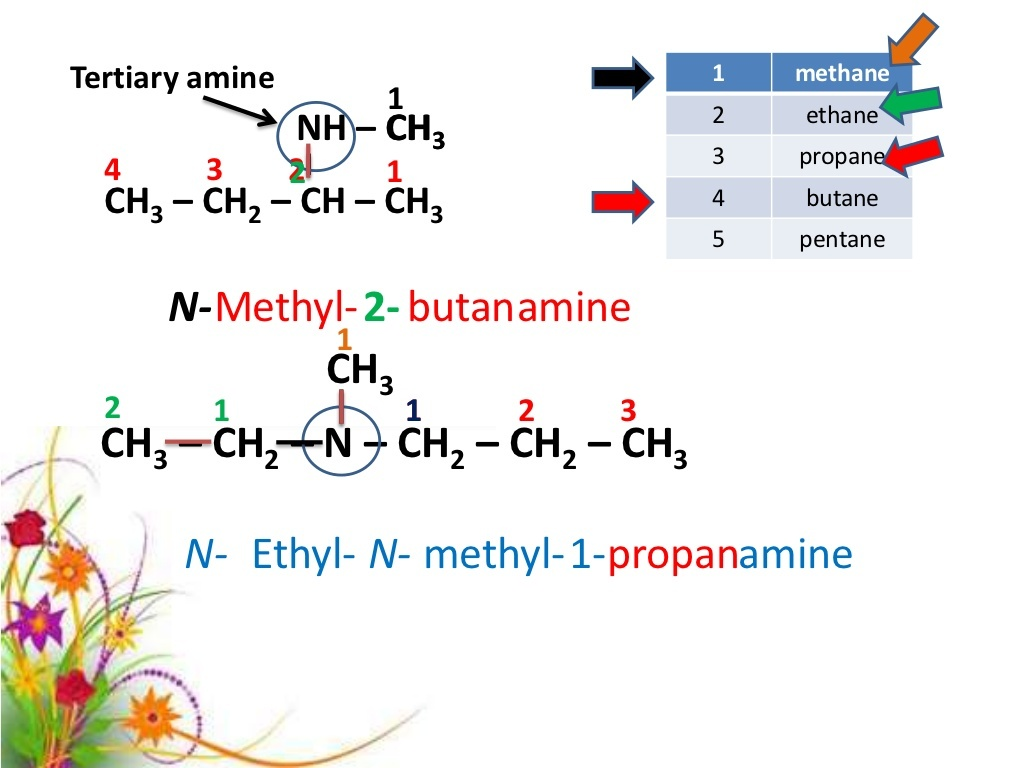 Tertiary amine
1
NH – CH3
4 3 2 1
CH3 – CH2 – CH – CH3
1 methane
2 ethane
3 propane
4 butane
5 pentane
N-Methyl-2-butanamine
1
CH3
2 1 1 2 3
CH3 – CH2 – N – CH2 – CH2 – CH3
N- Ethyl- N- methyl-1-propanamine